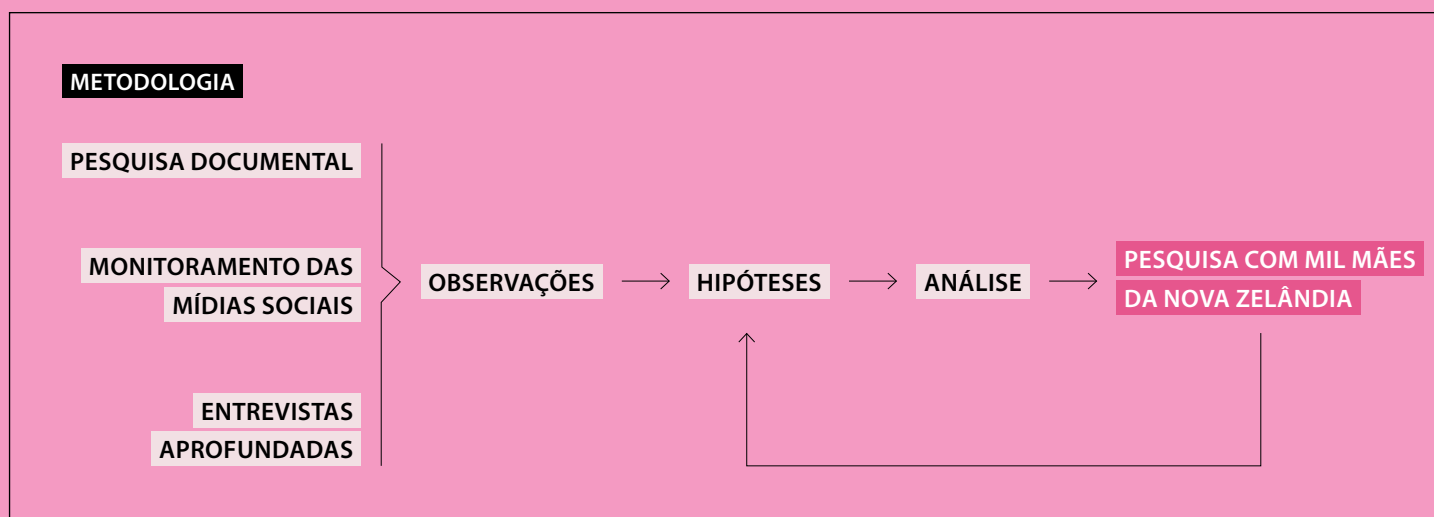 METODOLOGIA
PESQUISA DOCUMENTAL
MONITORAMENTO DAS
MÍDIAS SOCIAIS
ENTREVISTAS
APROFUNDADAS
OBSERVAÇÕES
HIPÓTESES
ANÁLISE
PESQUISA COM MIL MÃES
DA NOVA ZELÂNDIA